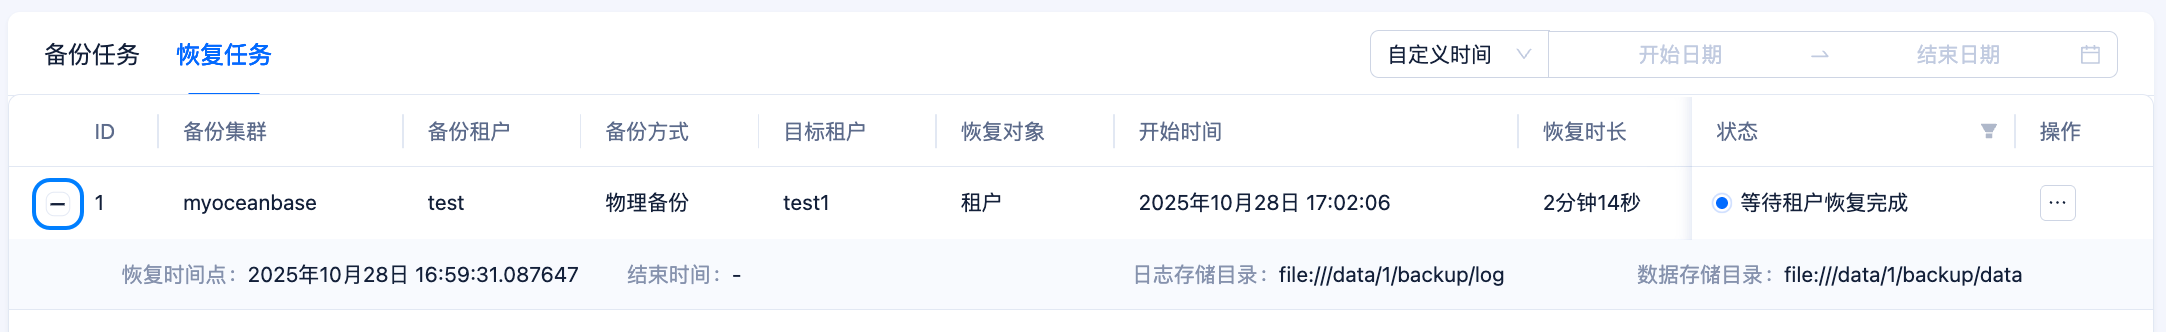 备份任务 恢复任务 自定义时间 开始日期 → 结束日期
ID 备份集群 备份租户 备份方式 目标租户 恢复对象 开始时间 恢复时长 状态 操作
1 myoceanbase test 物理备份 test1 租户 2025年10月28日 17:02:06 2分钟14秒 等待租户恢复完成 ...
恢复时间点: 2025年10月28日 16:59:31.087647 结束时间: - 日志存储目录: file:///data/1/backup/log 数据存储目录: file:///data/1/backup/data